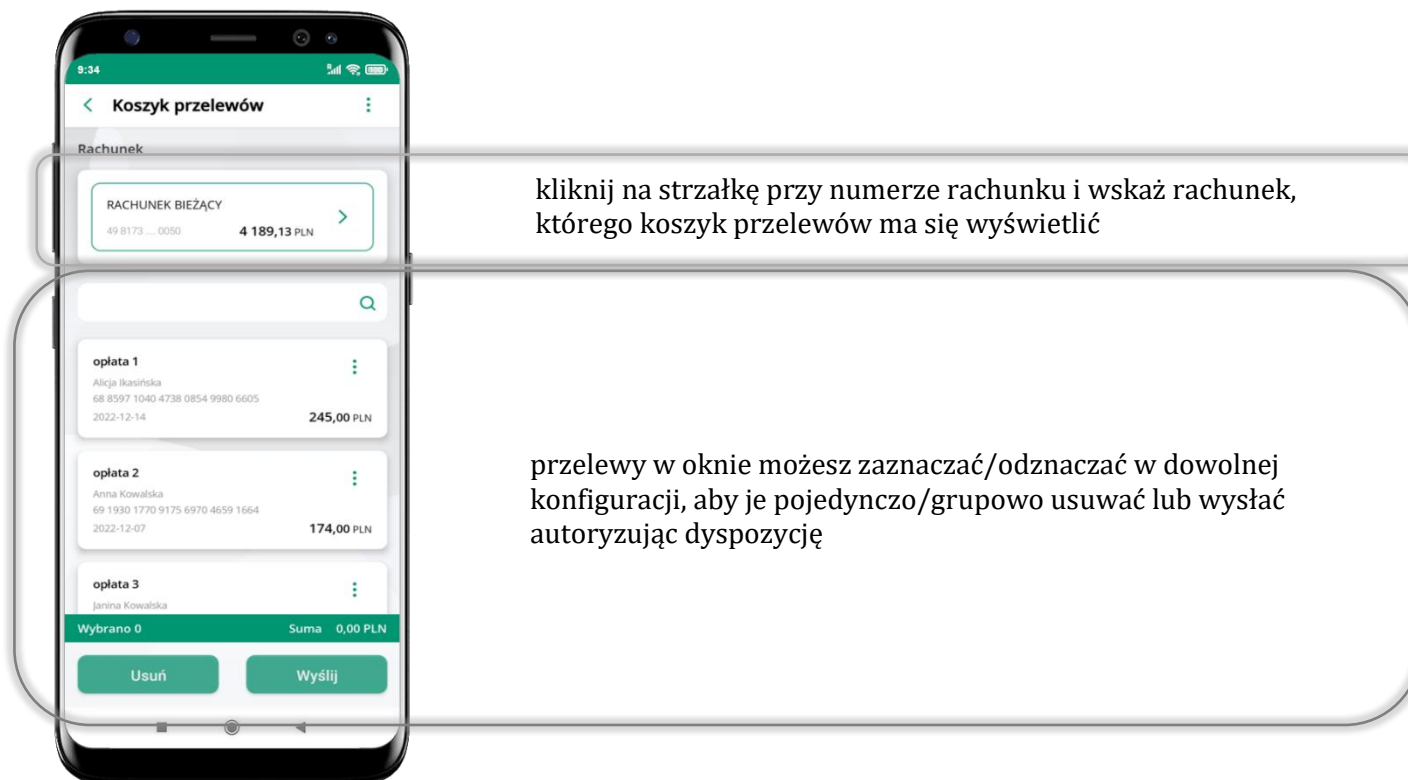 9:34
Koszyk przelewów
Rachunek
RACHUNEK BIEŻĄCY
49 8173 .... 0050 4 189,13 PLN
kliknij na strzałkę przy numerze rachunku i wskaż rachunek,
którego koszyk przelewów ma się wyświetlić
opłata 1
Alicja Ikasińska
68 8597 1040 4738 0854 9980 6605
2022-12-14 245,00 PLN
opłata 2
Anna Kowalska
69 1930 1770 9175 6970 4659 1664
2022-12-07 174,00 PLN
przelewy w oknie możesz zaznaczać/odznaczać w dowolnej
konfiguracji, aby je pojedynczo/grupowo usuwać lub wysłać
autoryzując dyspozycję
opłata 3
Janina Kowalska
Wybrano 0 Suma 0,00 PLN
Usuń Wyślij